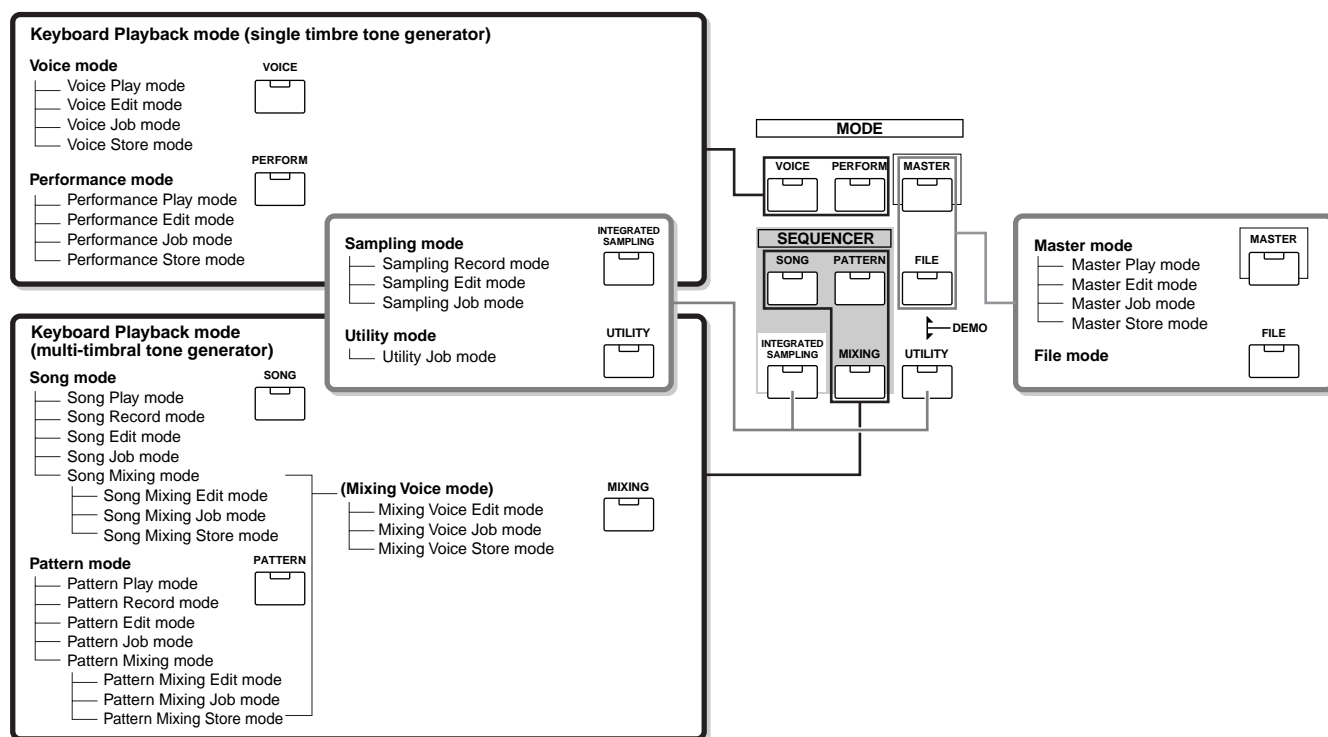 Keyboard Playback mode (single timbre tone generator)
Voice mode
VOICE
Voice Play mode
Voice Edit mode
Voice Job mode
Voice Store mode
PERFORM
Performance mode
Performance Play mode
Performance Edit mode
Performance Job mode
Performance Store mode
Sampling mode
INTEGRATED
SAMPLING
Sampling Record mode
Sampling Edit mode
Sampling Job mode
Utility mode
UTILITY
Utility Job mode
Keyboard Playback mode
(multi-timbral tone generator)
Song mode
SONG
Song Play mode
Song Record mode
Song Edit mode
Song Job mode
Song Mixing mode
Song Mixing Edit mode
Song Mixing Job mode
Song Mixing Store mode
(Mixing Voice mode)
MIXING
Mixing Voice Edit mode
Mixing Voice Job mode
Mixing Voice Store mode
Pattern mode
PATTERN
Pattern Play mode
Pattern Record mode
Pattern Edit mode
Pattern Job mode
Pattern Mixing mode
Pattern Mixing Edit mode
Pattern Mixing Job mode
Pattern Mixing Store mode
MODE
VOICE
PERFORM
MASTER
SEQUENCER
SONG
PATTERN
FILE
DEMO
INTEGRATED
SAMPLING
MIXING
UTILITY
Master mode
MASTER
Master Play mode
Master Edit mode
Master Job mode
Master Store mode
File mode
FILE